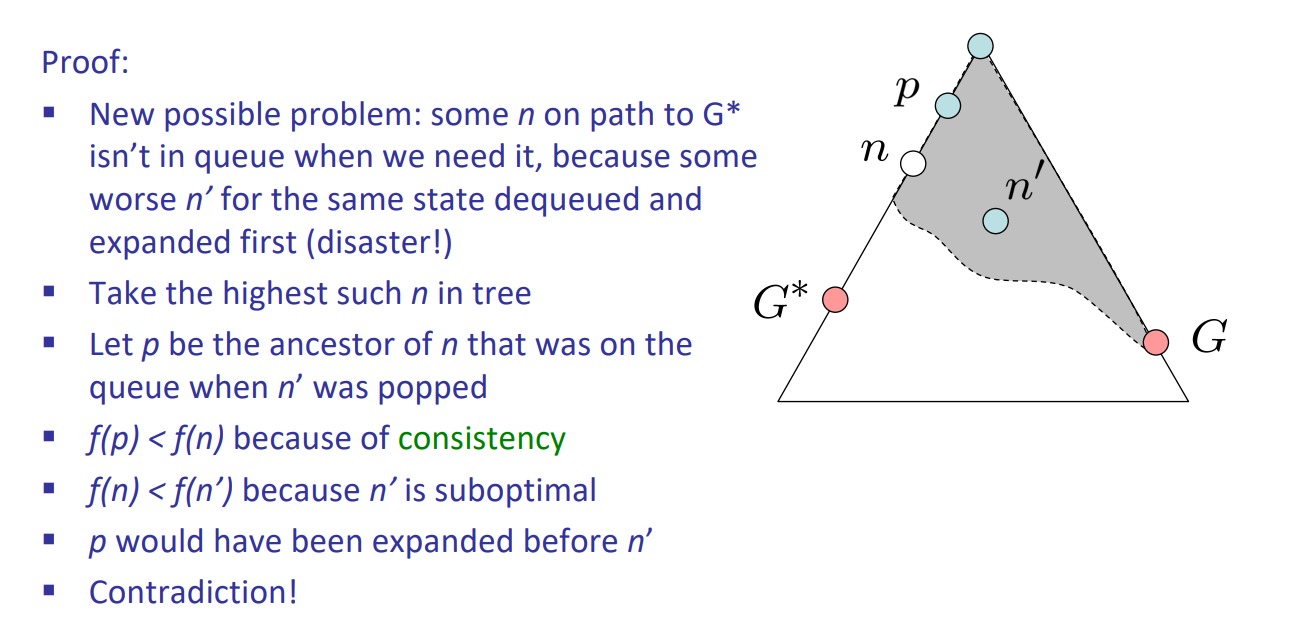 Proof:
▪ New possible problem: some n on path to G*
isn’t in queue when we need it, because some
worse n’ for the same state dequeued and
expanded first (disaster!)
▪ Take the highest such n in tree
▪ Let p be the ancestor of n that was on the
queue when n’ was popped
▪ f(p) < f(n) because of consistency
▪ f(n) < f(n’) because n’ is suboptimal
▪ p would have been expanded before n’
▪ Contradiction!
p
n
n′
G*
G